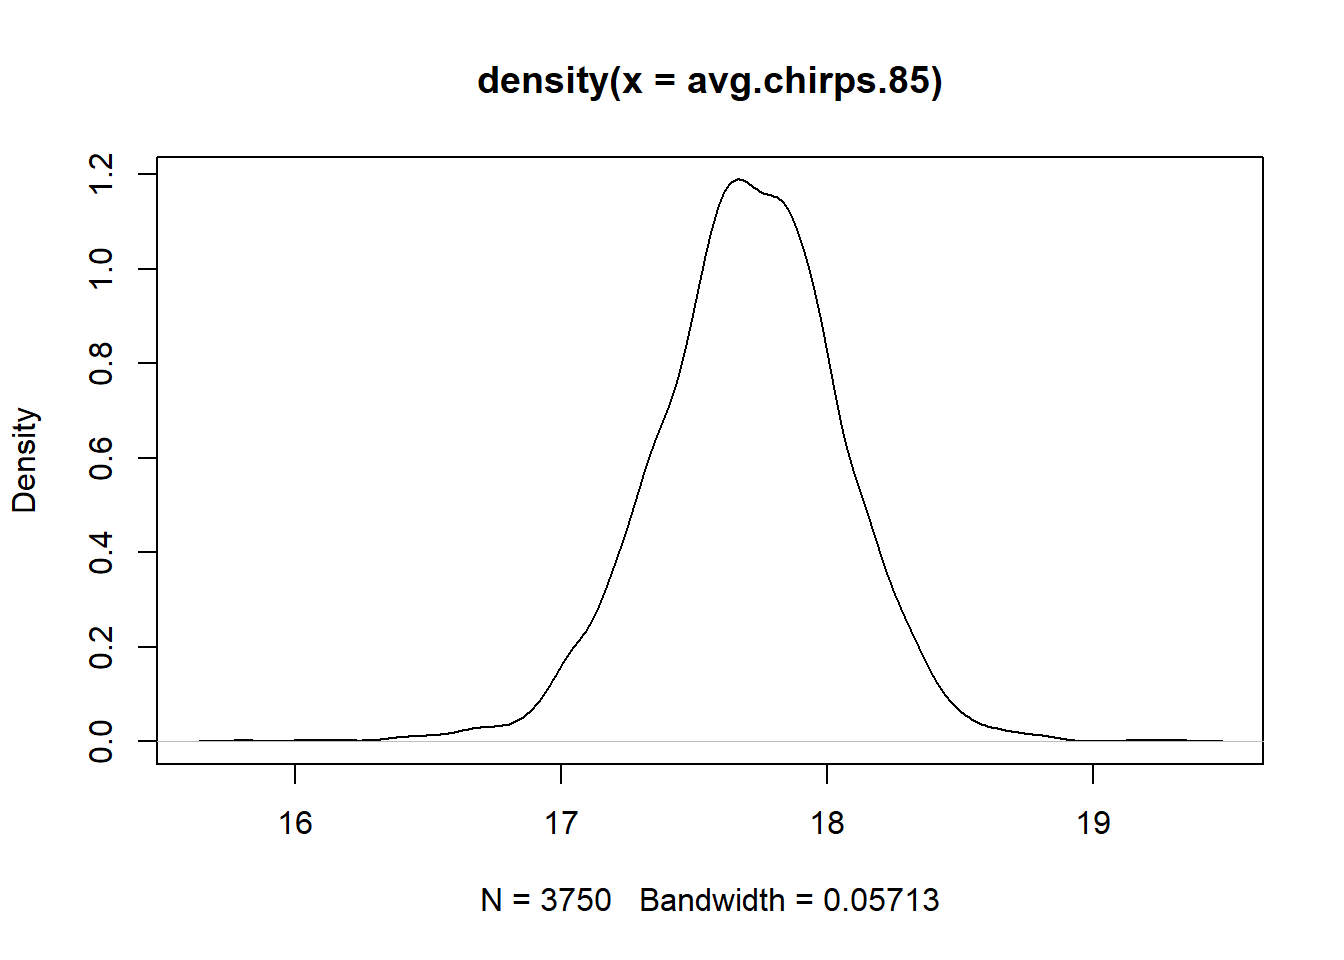 density(x = avg.chirps.85)
Density
1.2
1.0
0.8
0.6
0.4
0.2
0.0
16 17 18 19
N = 3750 Bandwidth = 0.05713